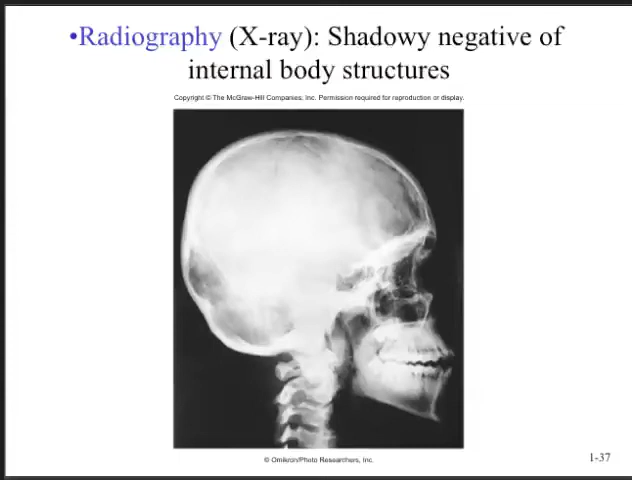 •Radiography (X-ray): Shadowy negative of
internal body structures
Copyright © The McGraw-Hill Companies, Inc. Permission required for reproduction or display.
© Omikron/Photo Researchers, Inc.
1-37